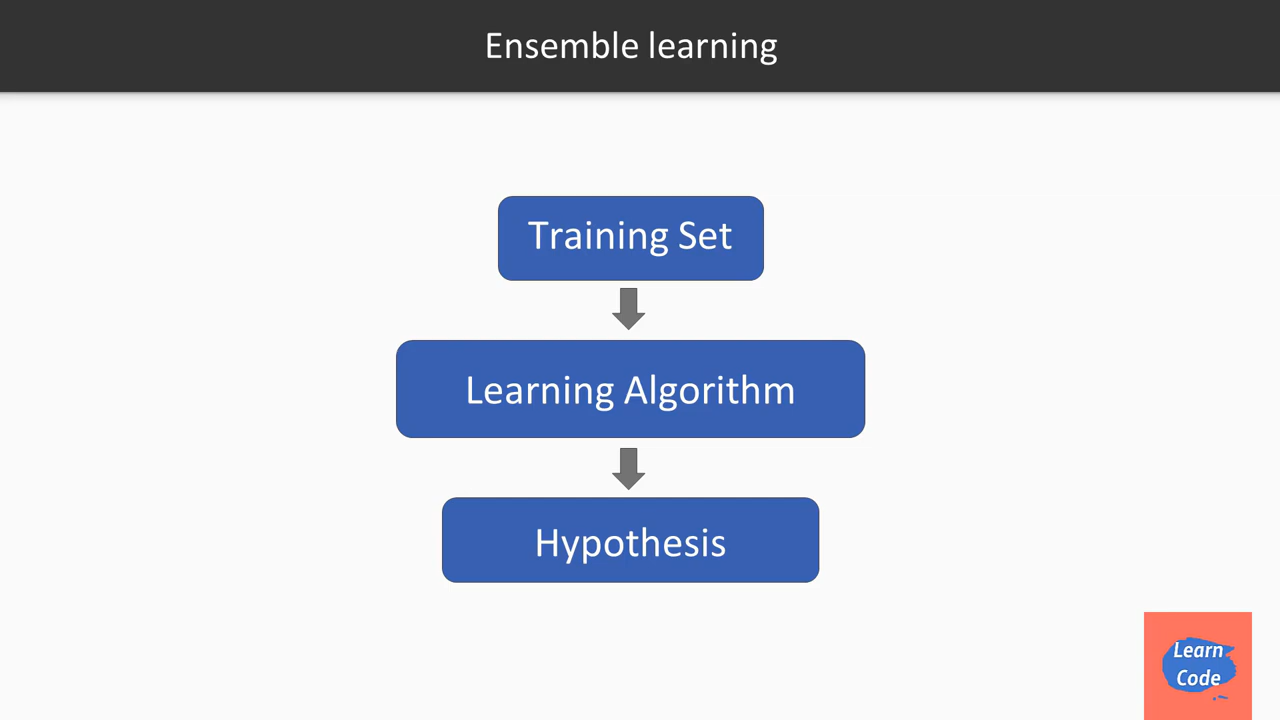 Ensemble learning
Training Set
Learning Algorithm
Hypothesis
Learn
Code